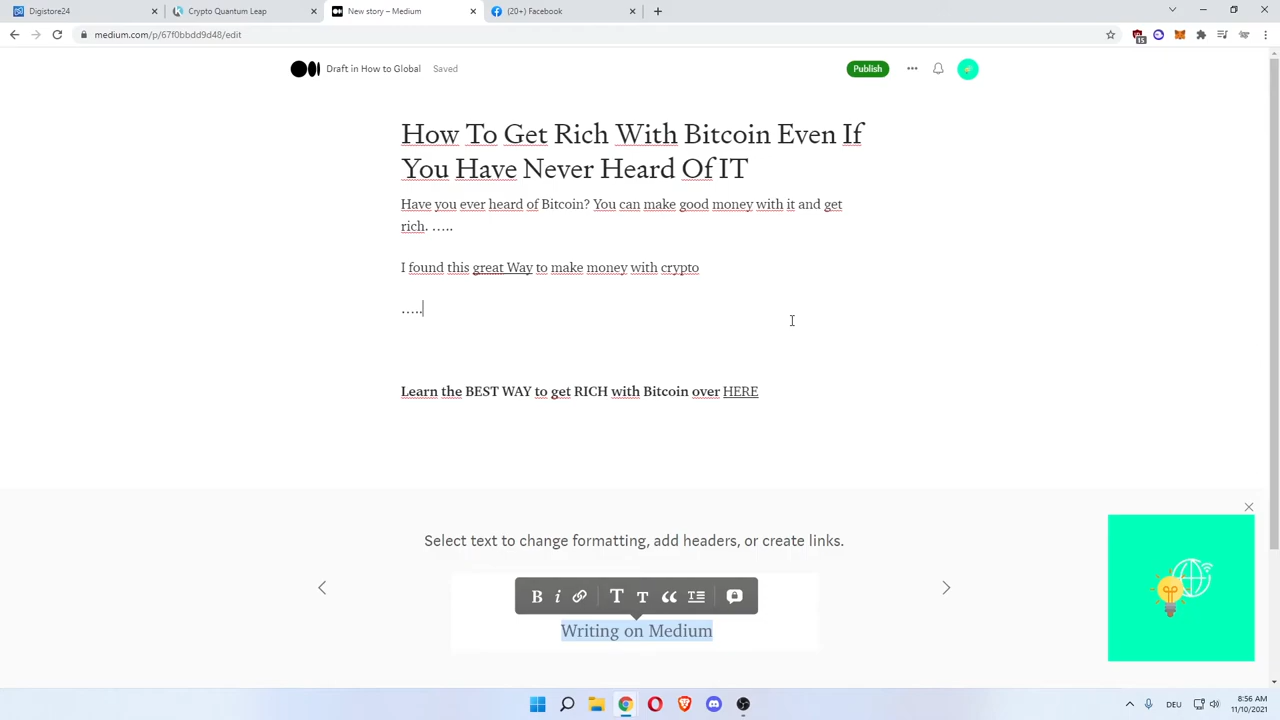 Digistore24
Crypto Quantum Leap
New story – Medium
(20+) Facebook
medium.com/p/67f0bbdd9d48/edit
15
Draft in How to Global
Saved
Publish
How To Get Rich With Bitcoin Even If
You Have Never Heard Of IT
Have you ever heard of Bitcoin? You can make good money with it and get
rich. …..
I found this great Way to make money with crypto
…..
Learn the BEST WAY to get RICH with Bitcoin over HERE
Select text to change formatting, add headers, or create links.
B i T T
Writing on Medium
DEU
8:56 AM
11/10/2021